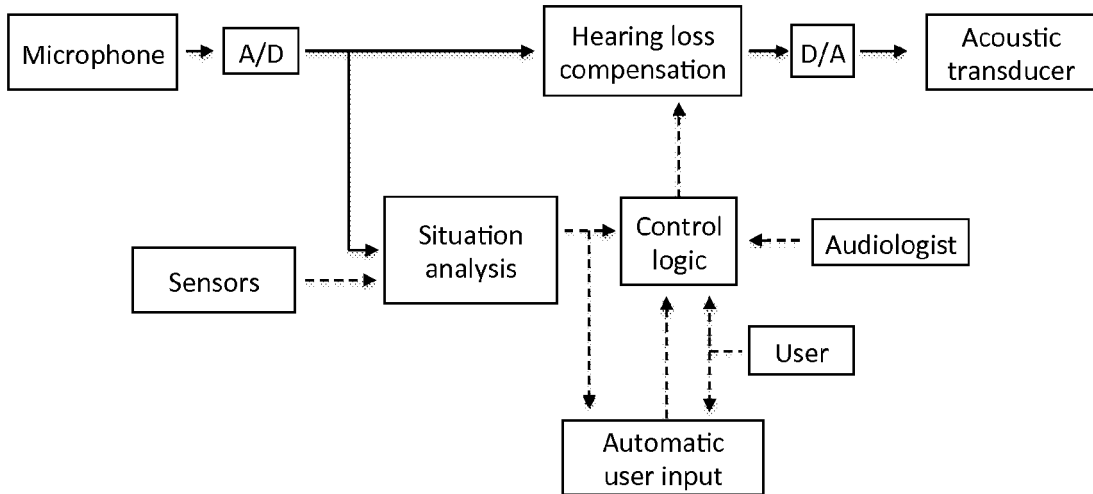 Microphone
A/D
Hearing loss
compensation
D/A
Acoustic
transducer
Situation
analysis
Control
logic
Audiologist
Sensors
User
Automatic
user input